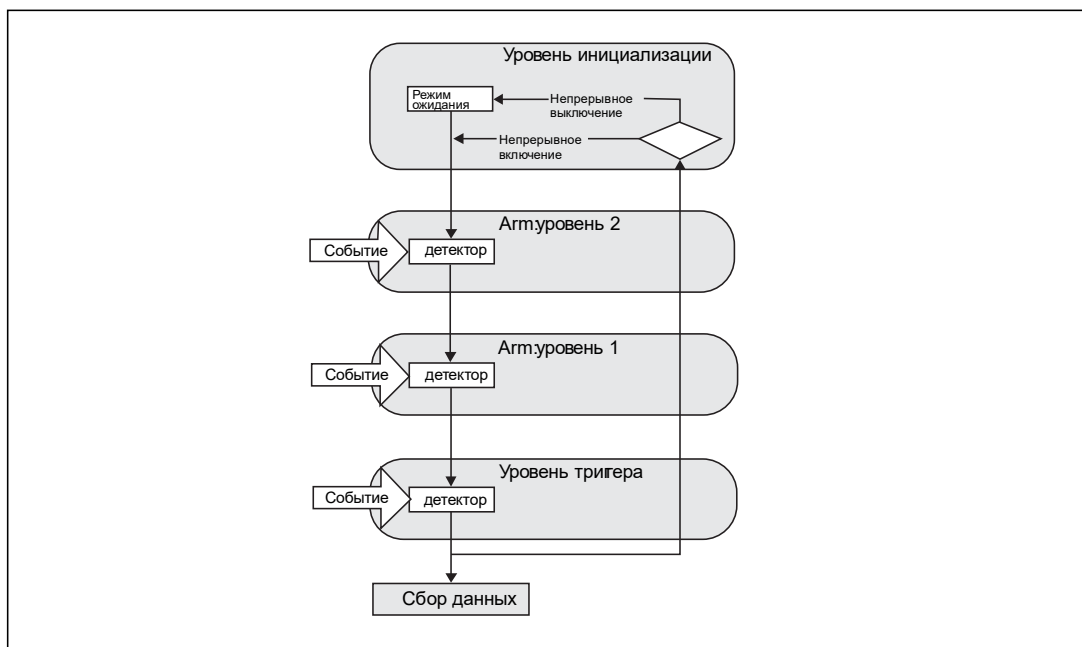 Уровень инициализации
Режим
ожидания
Непрерывное
выключение
Непрерывное
включение
Arm:уровень 2
Событие
детектор
Arm:уровень 1
Событие
детектор
Уровень триггера
Событие
детектор
Сбор данных